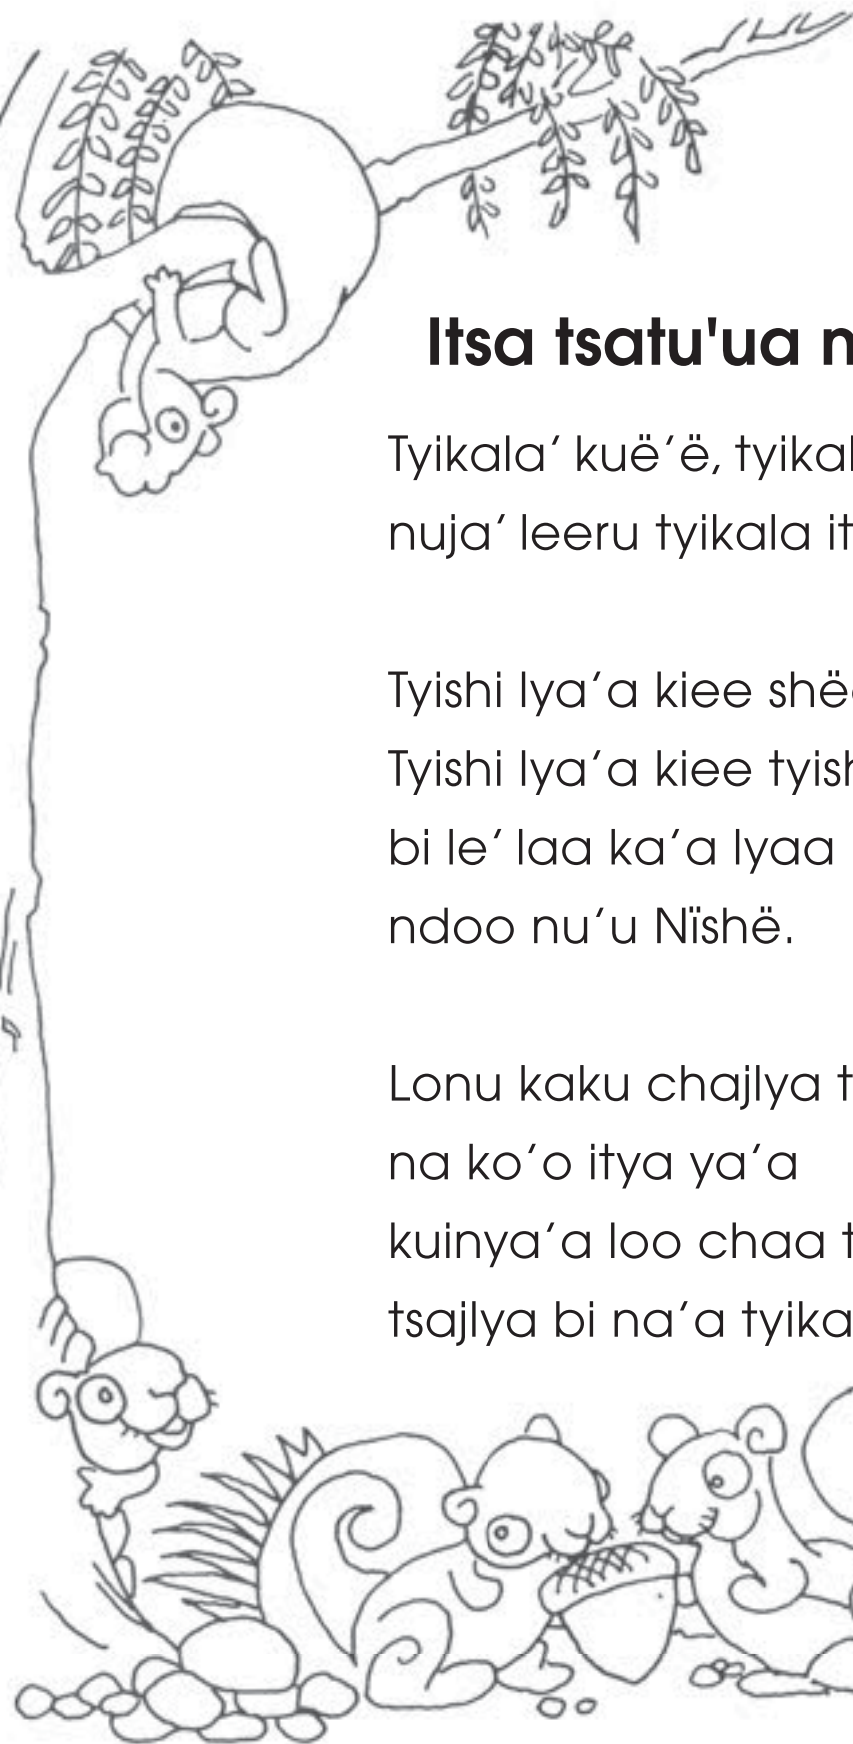 Itsa tsatu'ua
Tyikala’ kuë’ë,
nuja’ leeru tyikala
Tyishi lya’a kiee
Tyishi lya’a kiee
bi le’ laa ka’a lyaa
ndoo nu’u Nïshë.
Lonu kaku chajlya
na ko’o itya ya’a
kuinya’a loo chaa
tsajlya bi na’a